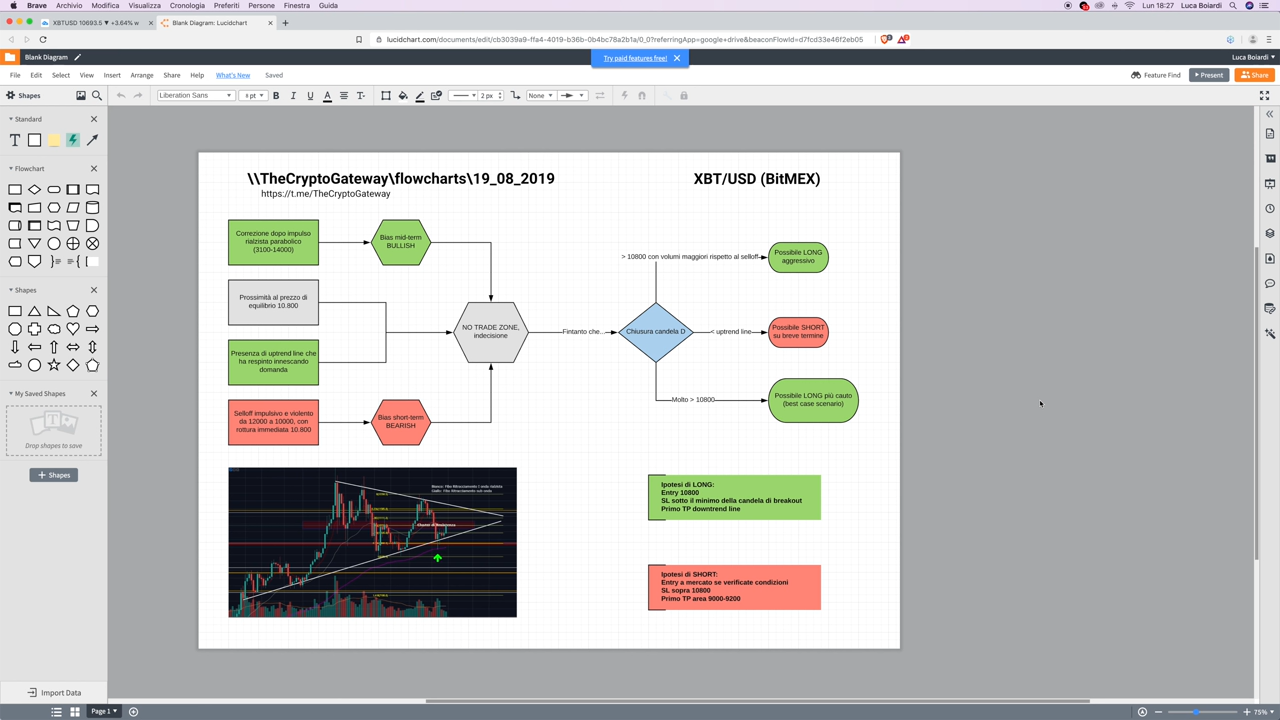 Brave
Archivio
Modifica
Visualizza
Cronologia
Preferiti
Persone
Finestra
Guida
Lun 18:27
Luca Boiardi
XBTUSD 10693.5 ▼ +3.64% w
Blank Diagram: Lucidchart
lucidchart.com/documents/edit/cb3039a9-ffa4-4019-b36b-0b4bc78a2b1a/0_0?referringApp=google+drive&beaconFlowId=d7fcd33e46f2eb05
Blank Diagram
Try paid features free!
Luca Boiardi
File
Edit
Select
View
Insert
Arrange
Share
Help
What's New
Saved
Feature Find
Present
Share
Shapes
Liberation Sans
pt
B
I
U
A
2 px
None
75%
Standard
Flowchart
Shapes
My Saved Shapes
Drop shapes to save
+ Shapes
Import Data
Page 1
\\TheCryptoGateway\flowcharts\19_08_2019
XBT/USD (BitMEX)
https://t.me/TheCryptoGateway
Correzione dopo impulso
rialzista parabolico
(3100-14000)
Bias mid-term
BULLISH
Prossimità al prezzo di
equilibrio 10.800
Presenza di uptrend line che
ha respinto innescando
domanda
Selloff impulsivo e violento
da 12000 a 10000, con
rottura immediata 10.800
Bias short-term
BEARISH
NO TRADE ZONE,
indecisione
Fintanto che...
Chiusura candela D
> 10800 con volumi maggiori rispetto al selloff
Possibile LONG
aggressivo
< uptrend line
Possibile SHORT
su breve termine
Molto > 10800
Possibile LONG più cauto
(best case scenario)
Ipotesi di LONG:
Entry 10800
SL sotto il minimo della candela di breakout
Primo TP downtrend line
Ipotesi di SHORT:
Entry a mercato se verificate condizioni
SL sopra 10800
Primo TP area 9000-9200